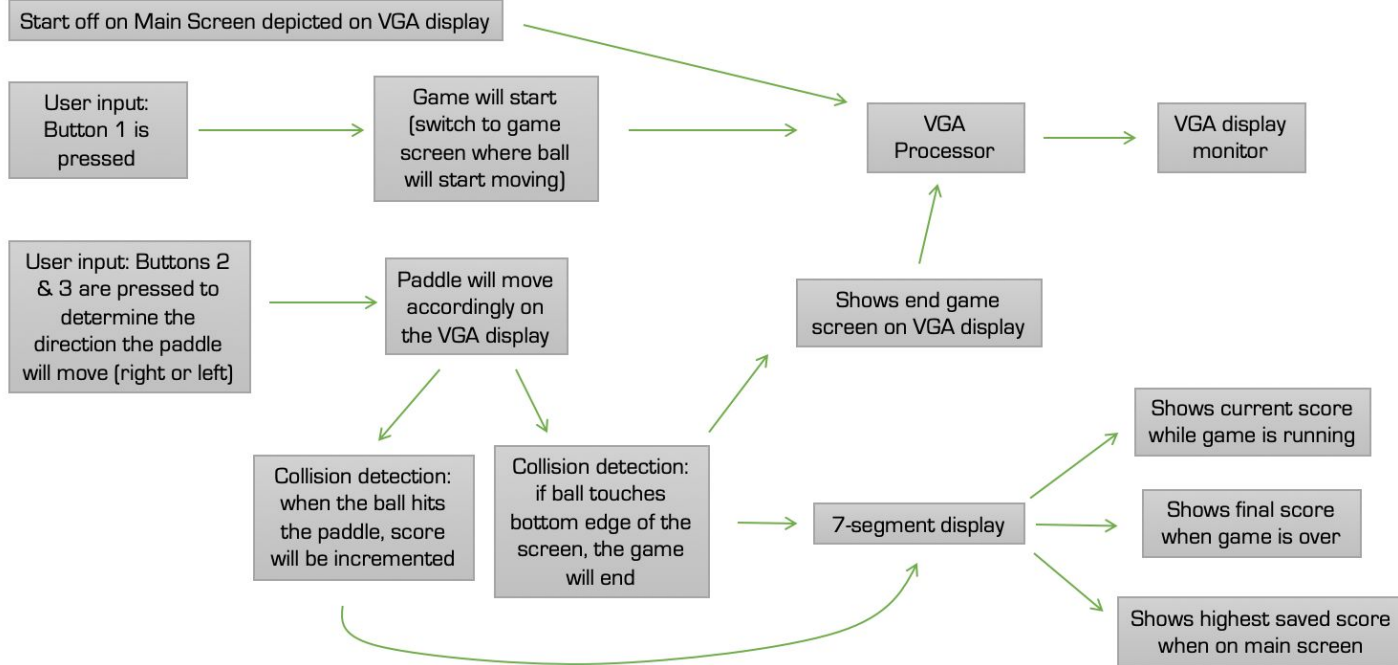 Start off on Main Screen depicted on VGA display
User input:
Button 1 is
pressed
Game will start
(switch to game
screen where ball
will start moving)
VGA
Processor
VGA display
monitor
User input: Buttons 2
& 3 are pressed to
determine the
direction the paddle
will move (right or left)
Paddle will move
accordingly on
the VGA display
Shows end game
screen on VGA display
Collision detection:
when the ball hits
the paddle, score
will be incremented
Collision detection:
if ball touches
bottom edge of the
screen, the game
will end
7-segment display
Shows current score
while game is running
Shows final score
when game is over
Shows highest saved score
when on main screen